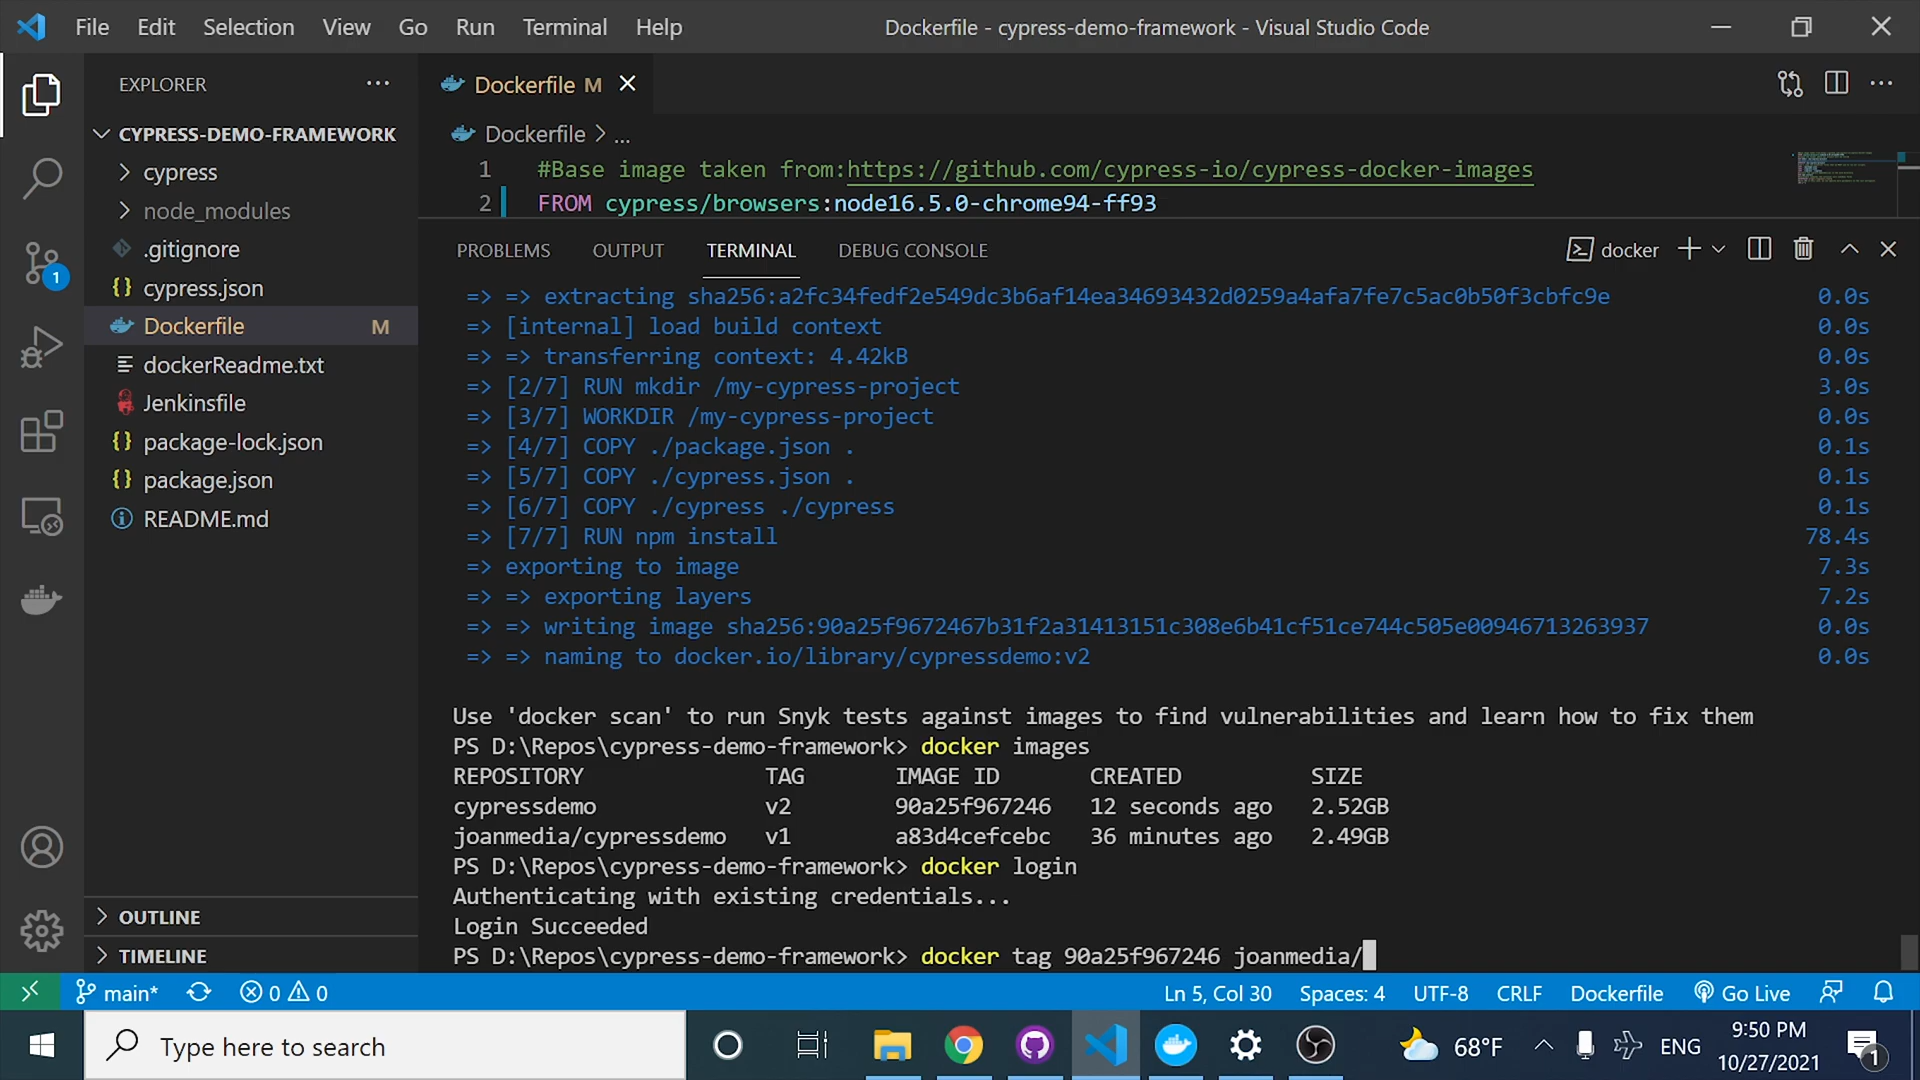 File Edit Selection View Go Run Terminal Help Dockerfile - cypress-demo-framework - Visual Studio Code
EXPLORER
CYPRESS-DEMO-FRAMEWORK
cypress
node_modules
.gitignore
cypress.json
Dockerfile M
dockerReadme.txt
Jenkinsfile
package-lock.json
package.json
README.md
OUTLINE
TIMELINE
1
Dockerfile M
Dockerfile > ...
1 #Base image taken from:https://github.com/cypress-io/cypress-docker-images
2 FROM cypress/browsers:node16.5.0-chrome94-ff93
PROBLEMS OUTPUT TERMINAL DEBUG CONSOLE docker
=> => extracting sha256:a2fc34fedf2e549dc3b6af14ea34693432d0259a4afa7fe7c5ac0b50f3cbfc9e 0.0s
=> [internal] load build context 0.0s
=> => transferring context: 4.42kB 0.0s
=> [2/7] RUN mkdir /my-cypress-project 3.0s
=> [3/7] WORKDIR /my-cypress-project 0.0s
=> [4/7] COPY ./package.json . 0.1s
=> [5/7] COPY ./cypress.json . 0.1s
=> [6/7] COPY ./cypress ./cypress 0.1s
=> [7/7] RUN npm install 78.4s
=> exporting to image 7.3s
=> => exporting layers 7.2s
=> => writing image sha256:90a25f9672467b31f2a31413151c308e6b41cf51ce744c505e00946713263937 0.0s
=> => naming to docker.io/library/cypressdemo:v2 0.0s
Use 'docker scan' to run Snyk tests against images to find vulnerabilities and learn how to fix them
PS D:\Repos\cypress-demo-framework> docker images
REPOSITORY TAG IMAGE ID CREATED SIZE
cypressdemo v2 90a25f967246 12 seconds ago 2.52GB
joanmedia/cypressdemo v1 a83d4cefcebc 36 minutes ago 2.49GB
PS D:\Repos\cypress-demo-framework> docker login
Authenticating with existing credentials...
Login Succeeded
PS D:\Repos\cypress-demo-framework> docker tag 90a25f967246 joanmedia/
main* 0 0 Ln 5, Col 30 Spaces: 4 UTF-8 CRLF Dockerfile Go Live
Type here to search 68°F ENG 9:50 PM
10/27/2021 1